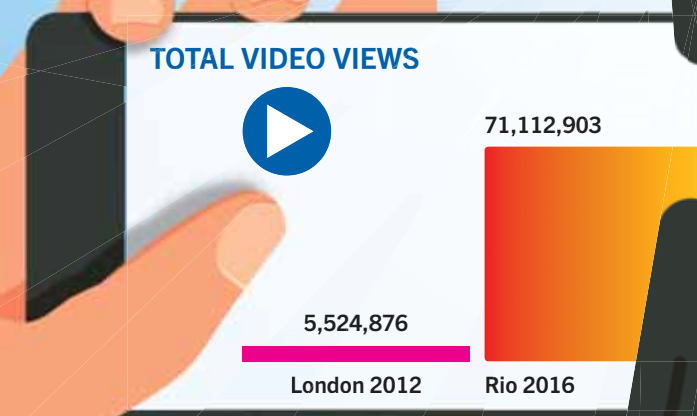 TOTAL VIDEO VIEWS
71,112,903
5,524,876
London 2012
Rio 2016